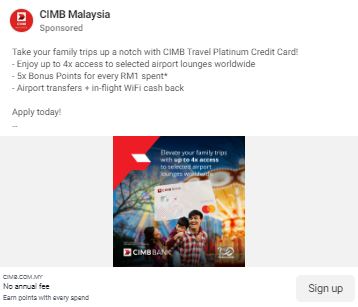 CIMB Malaysia
Sponsored
Take your family trips up a notch with CIMB Travel Platinum Credit Card!
- Enjoy up to 4x access to selected airport lounges worldwide
- 5x Bonus Points for every RM1 spent*
- Airport transfers + in-flight WiFi cash back
Apply today!
...
Elevate your family trips
with up to 4x access
to selected airport
lounges worldwide.
CIMB BANK
CIMB.COM.MY
No annual fee
Earn points with every spend
Sign up